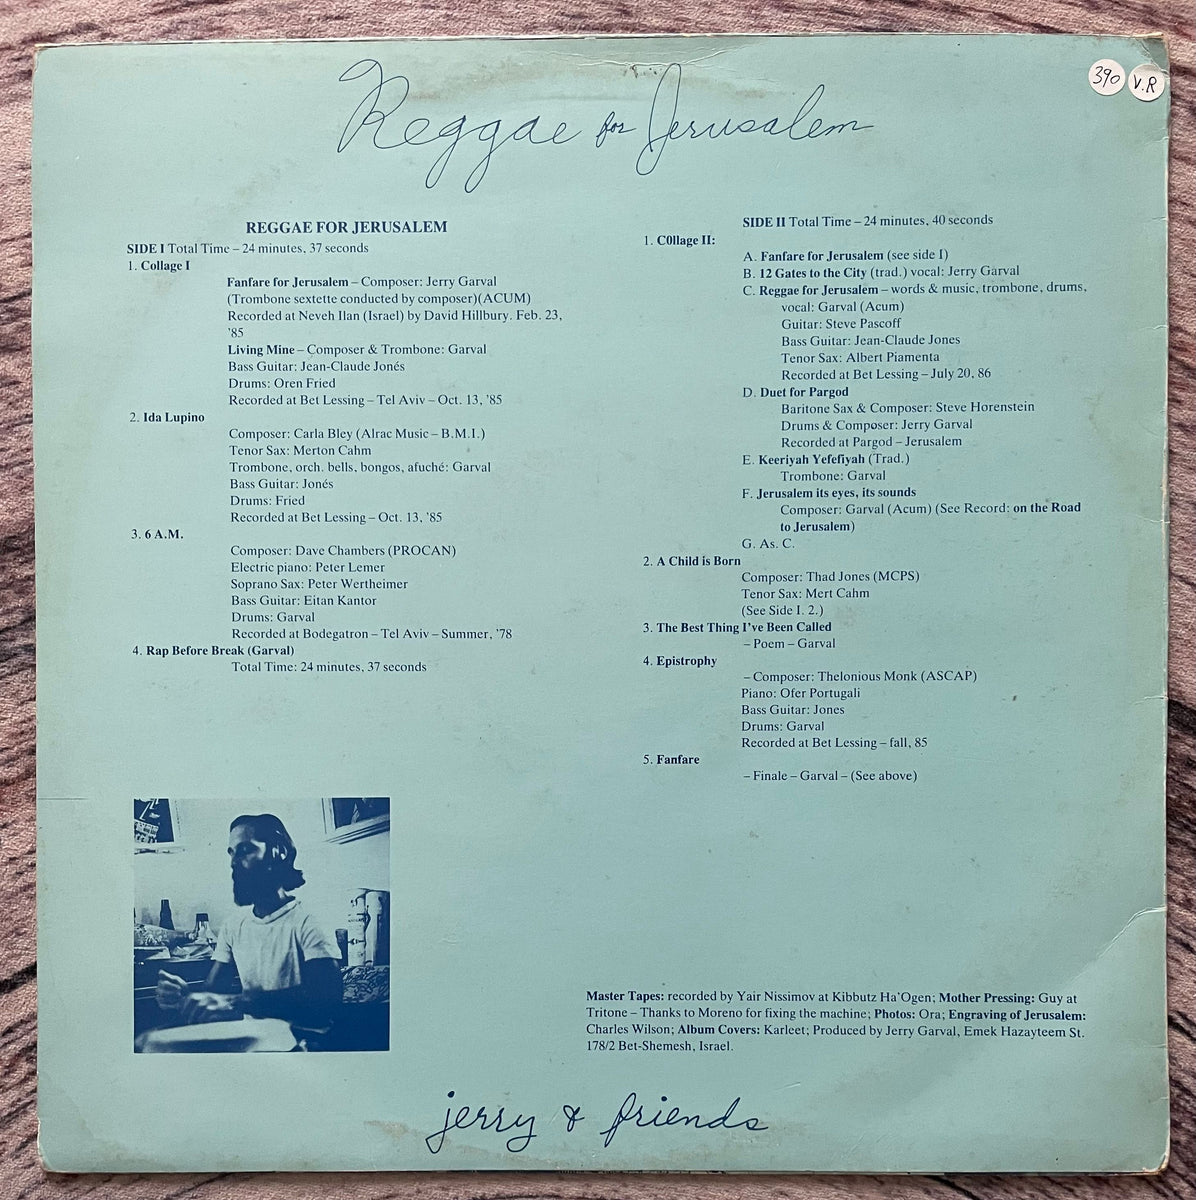 Reggae for Jerusalem
390
V.R
REGGAE FOR JERUSALEM
SIDE I Total Time – 24 minutes, 37 seconds
1. Collage I
Fanfare for Jerusalem – Composer: Jerry Garval
(Trombone sextette conducted by composer)(ACUM)
Recorded at Neveh Ilan (Israel) by David Hillbury. Feb. 23,
'85
Living Mine – Composer & Trombone: Garval
Bass Guitar: Jean-Claude Jonés
Drums: Oren Fried
Recorded at Bet Lessing – Tel Aviv – Oct. 13, '85
2. Ida Lupino
Composer: Carla Bley (Alrac Music – B.M.I.)
Tenor Sax: Merton Cahm
Trombone, orch. bells, bongos, afuché: Garval
Bass Guitar: Jonés
Drums: Fried
Recorded at Bet Lessing – Oct. 13, '85
3. 6 A.M.
Composer: Dave Chambers (PROCAN)
Electric piano: Peter Lemer
Soprano Sax: Peter Wertheimer
Bass Guitar: Eitan Kantor
Drums: Garval
Recorded at Bodegatron – Tel Aviv – Summer, '78
4. Rap Before Break (Garval)
Total Time: 24 minutes, 37 seconds
SIDE II Total Time – 24 minutes, 40 seconds
1. C0llage II:
A. Fanfare for Jerusalem (see side I)
B. 12 Gates to the City (trad.) vocal: Jerry Garval
C. Reggae for Jerusalem – words & music, trombone, drums,
vocal: Garval (Acum)
Guitar: Steve Pascoff
Bass Guitar: Jean-Claude Jones
Tenor Sax: Albert Piamenta
Recorded at Bet Lessing – July 20, 86
D. Duet for Pargod
Baritone Sax & Composer: Steve Horenstein
Drums & Composer: Jerry Garval
Recorded at Pargod – Jerusalem
E. Keeriyah Yefefiyah (Trad.)
Trombone: Garval
F. Jerusalem its eyes, its sounds
Composer: Garval (Acum) (See Record: on the Road
to Jerusalem)
G. As. C.
2. A Child is Born
Composer: Thad Jones (MCPS)
Tenor Sax: Mert Cahm
(See Side I. 2.)
3. The Best Thing I've Been Called
– Poem – Garval
4. Epistrophy
– Composer: Thelonious Monk (ASCAP)
Piano: Ofer Portugali
Bass Guitar: Jones
Drums: Garval
Recorded at Bet Lessing – fall, 85
5. Fanfare
– Finale – Garval – (See above)
Master Tapes: recorded by Yair Nissimov at Kibbutz Ha'Ogen; Mother Pressing: Guy at
Tritone – Thanks to Moreno for fixing the machine; Photos: Ora; Engraving of Jerusalem:
Charles Wilson; Album Covers: Karleet; Produced by Jerry Garval, Emek Hazayteem St.
178/2 Bet-Shemesh, Israel.
jerry & friends